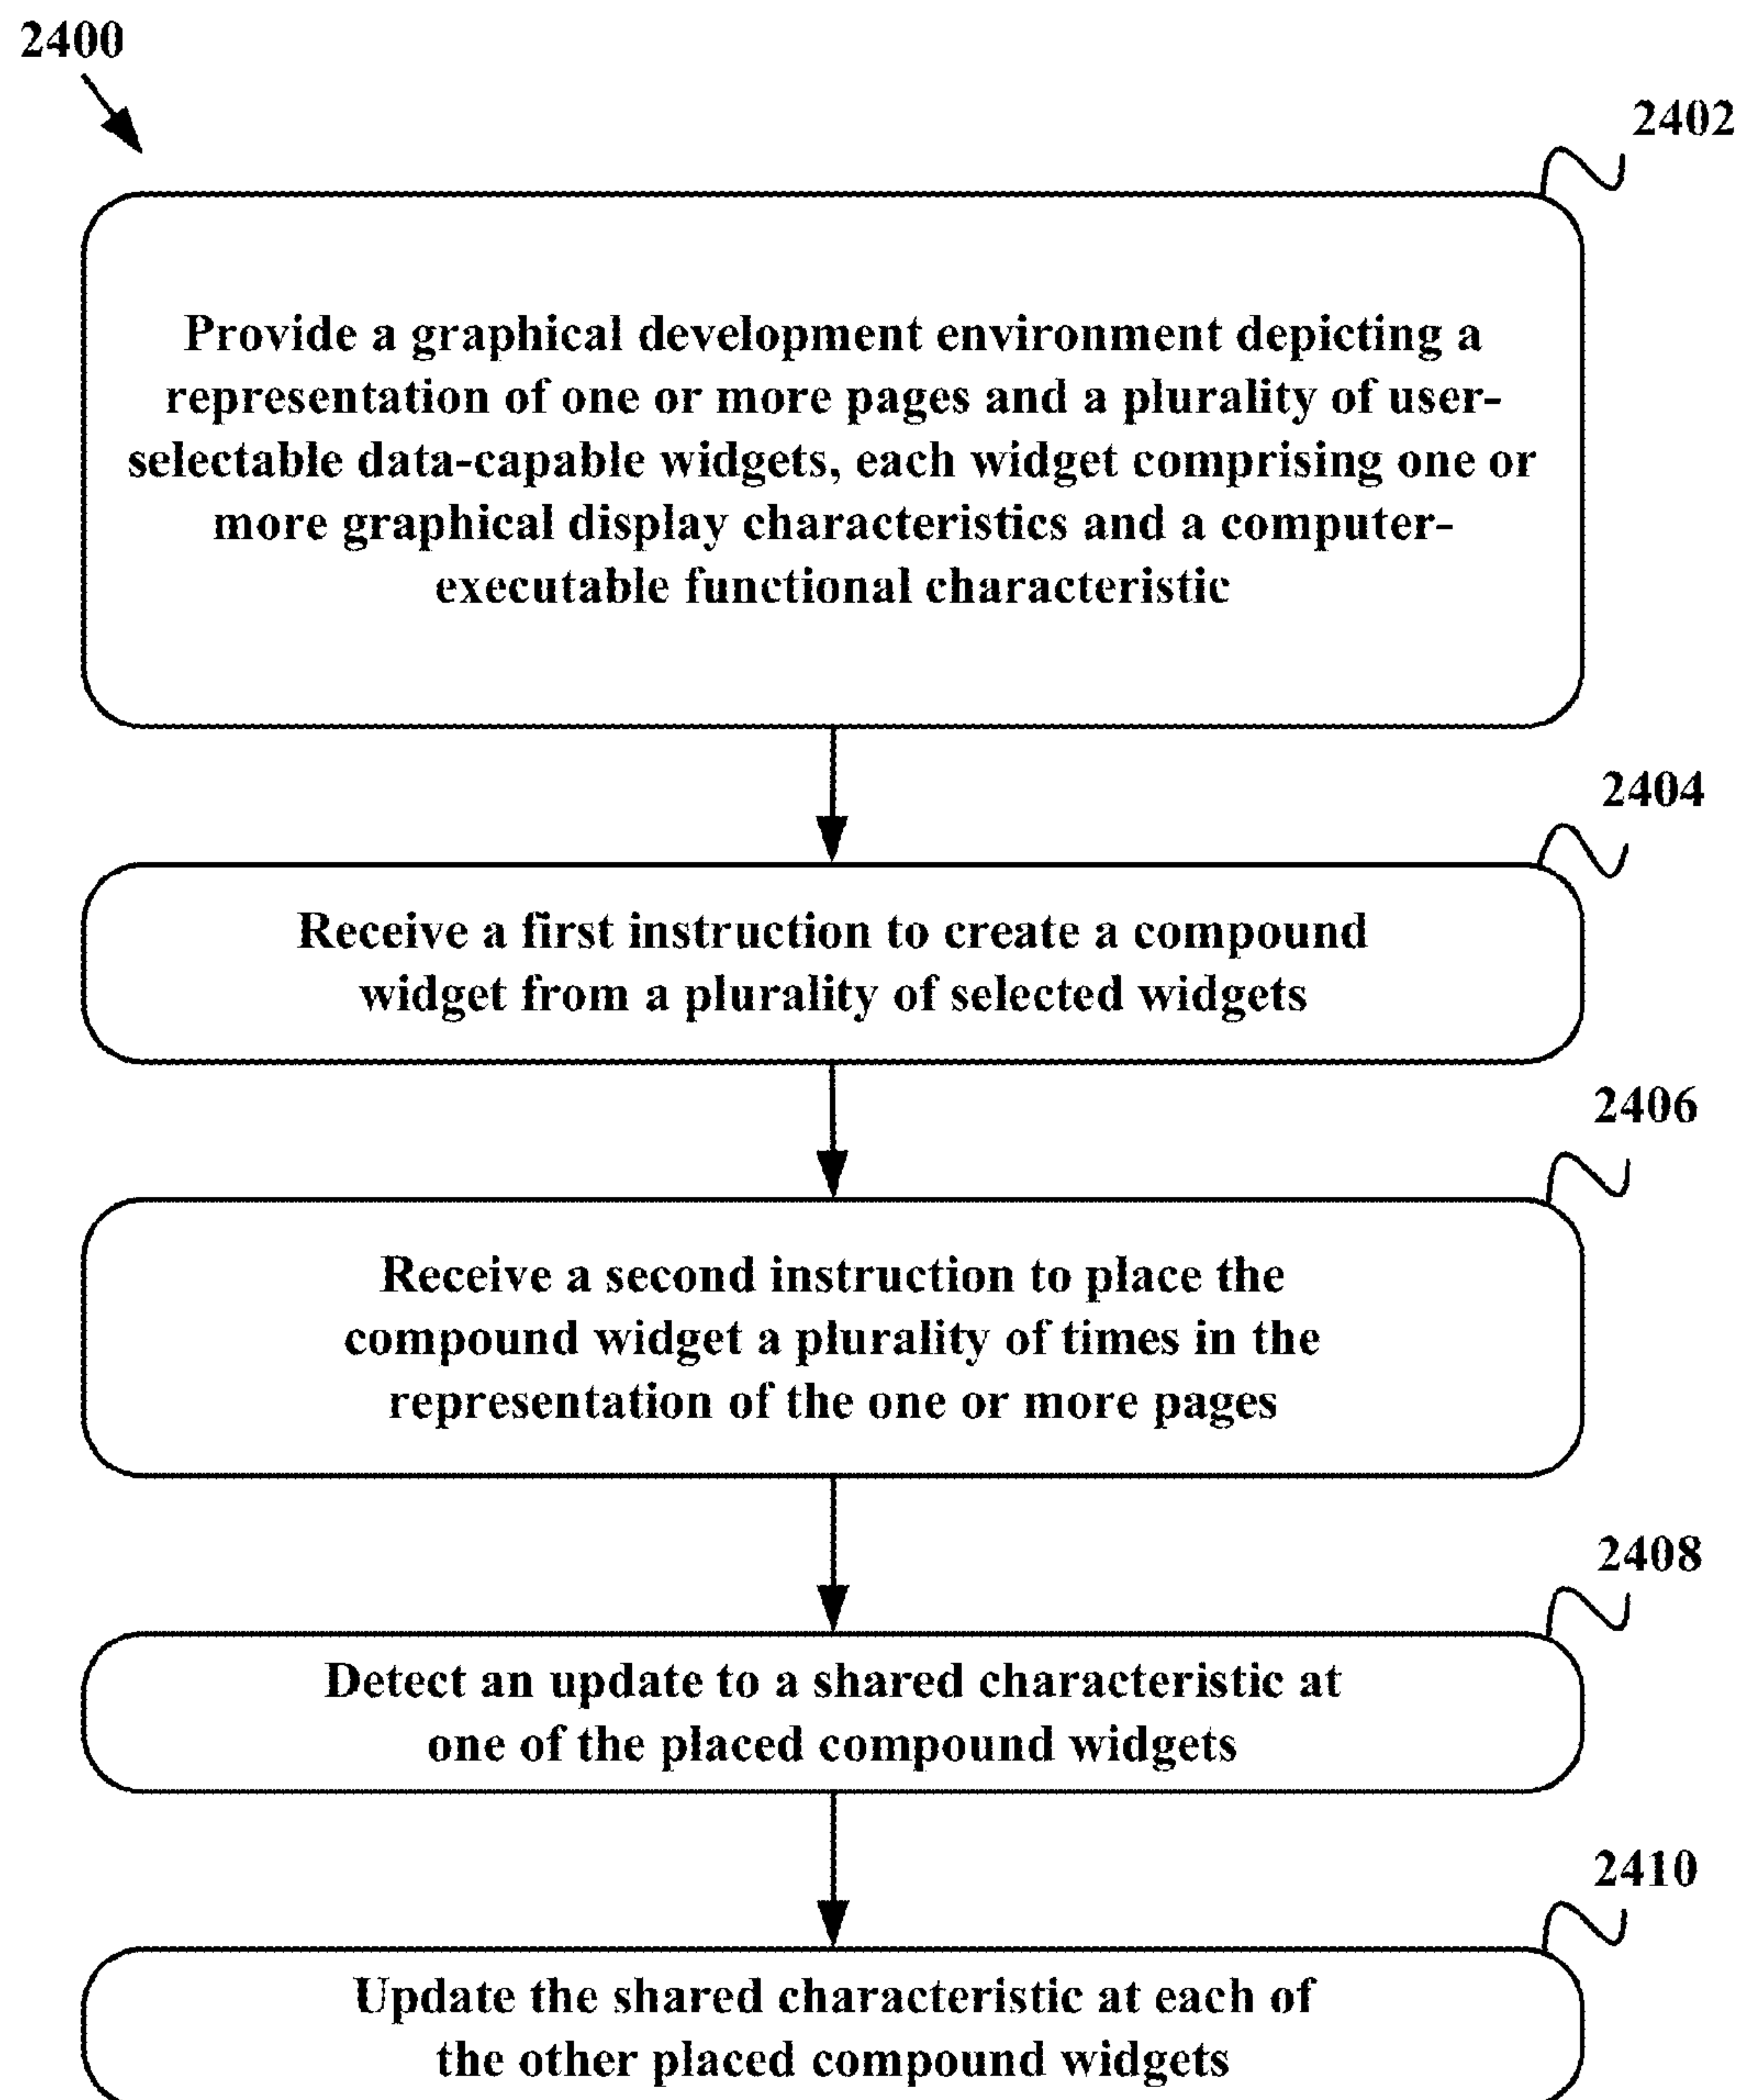 2400
2402
Provide a graphical development environment depicting a
representation of one or more pages and a plurality of user-
selectable data-capable widgets, each widget comprising one or
more graphical display characteristics and a computer-
executable functional characteristic
2404
Receive a first instruction to create a compound
widget from a plurality of selected widgets
2406
Receive a second instruction to place the
compound widget a plurality of times in the
representation of the one or more pages
2408
Detect an update to a shared characteristic at
one of the placed compound widgets
2410
Update the shared characteristic at each of
the other placed compound widgets